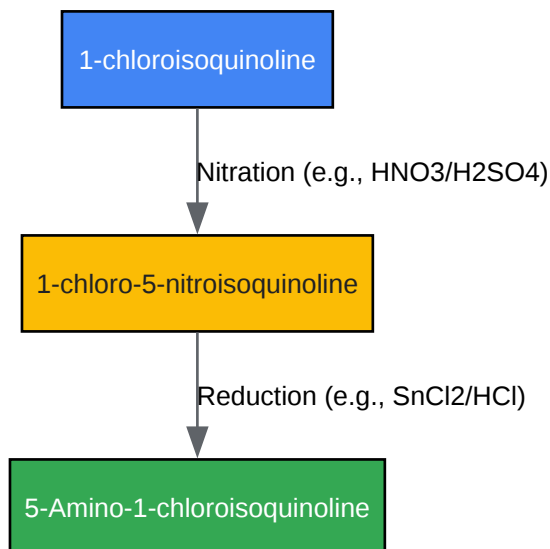 1-chloroisoquinoline
Nitration (e.g., HNO3/H2SO4)
1-chloro-5-nitroisoquinoline
Reduction (e.g., SnCl2/HCl)
5-Amino-1-chloroisoquinoline